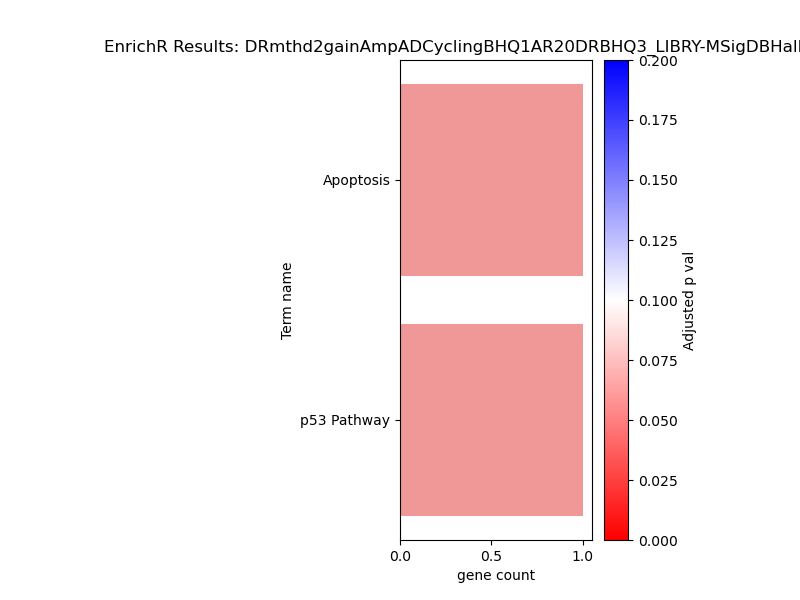 EnrichR Results: DRmthd2gainAmpADCyclingBHQ1AR20DRBHQ3_LIBRY-MSigDBHall
Apoptosis
p53 Pathway
Term name
0.0
0.5
1.0
gene count
0.200
0.175
0.150
0.125
0.100
0.075
0.050
0.025
0.000
Adjusted p val